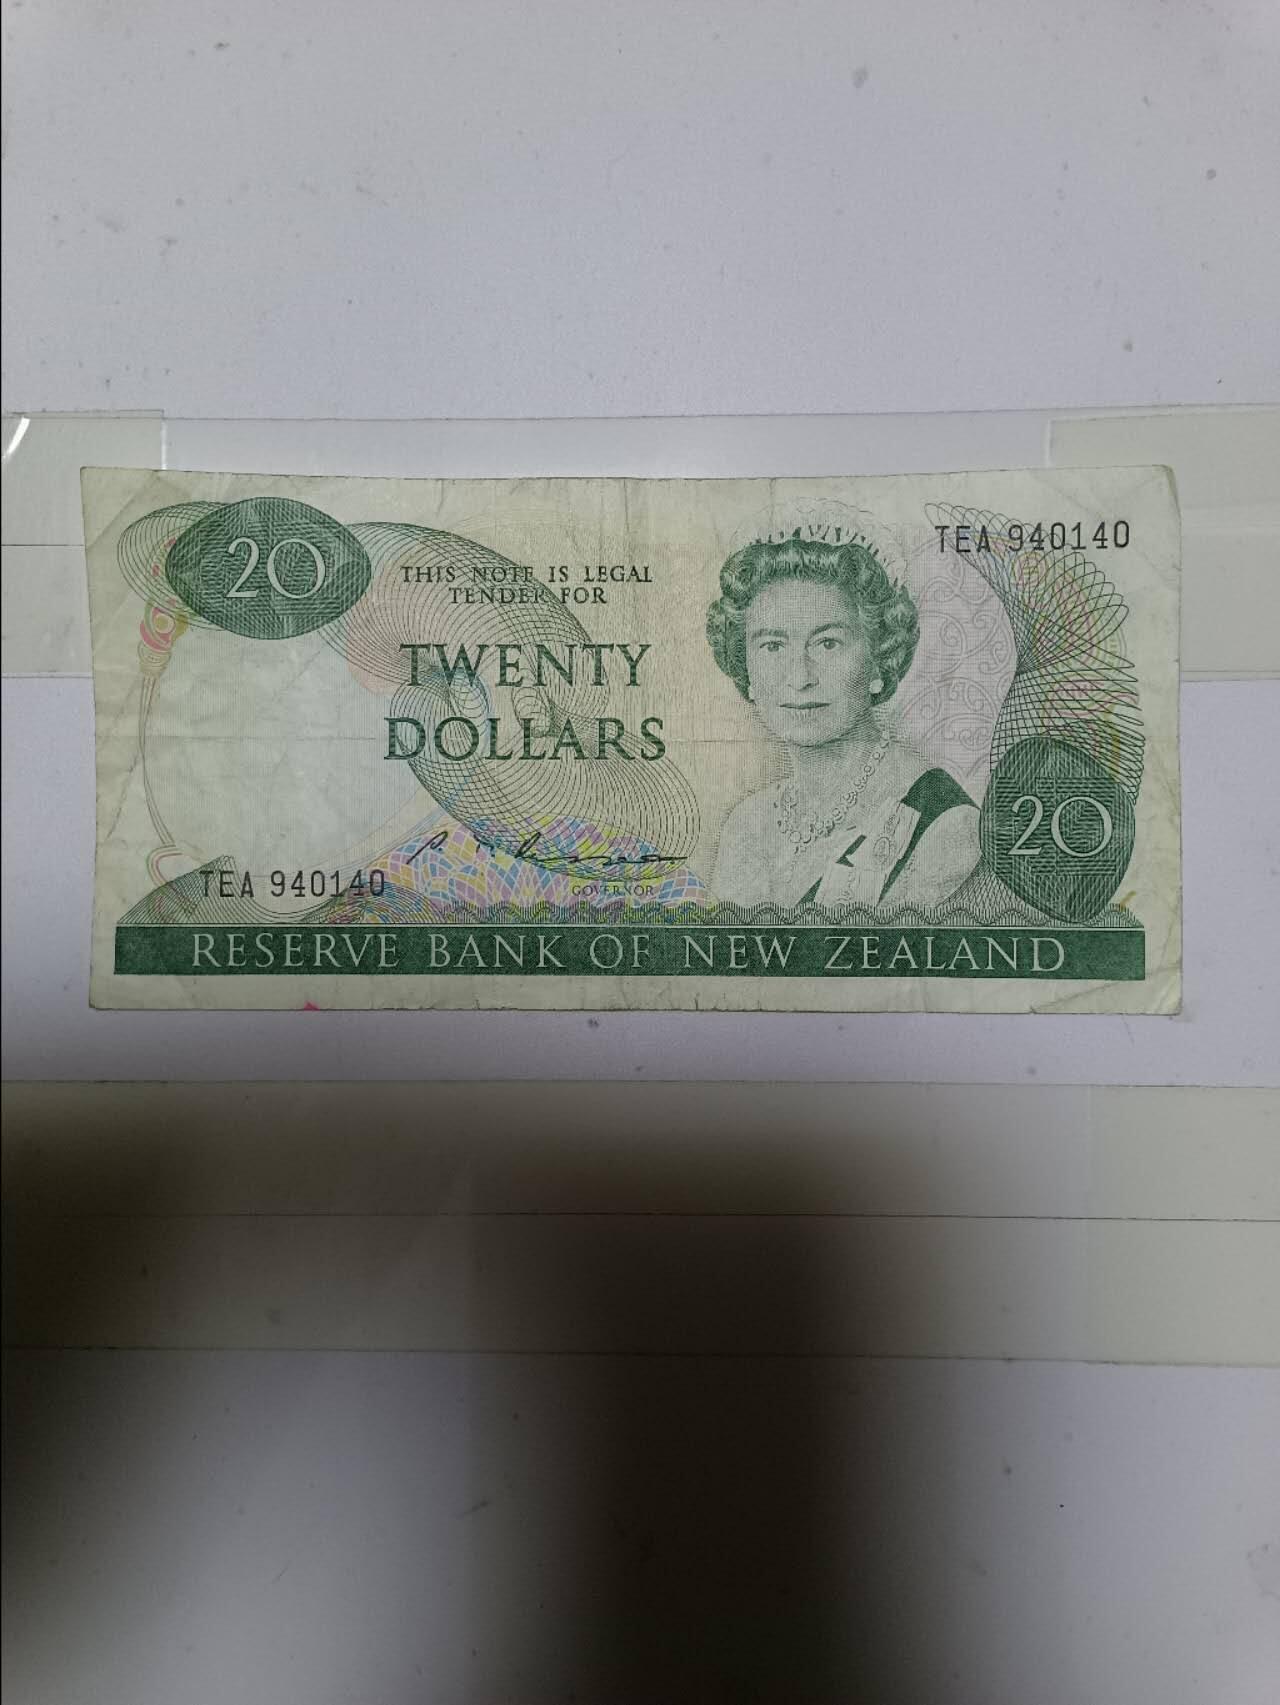 20
TEA 940140
THIS NOTE IS LEGAL
TENDER FOR
TWENTY
DOLLARS
20
TEA 940140
GOVERNOR
RESERVE BANK OF NEW ZEALAND